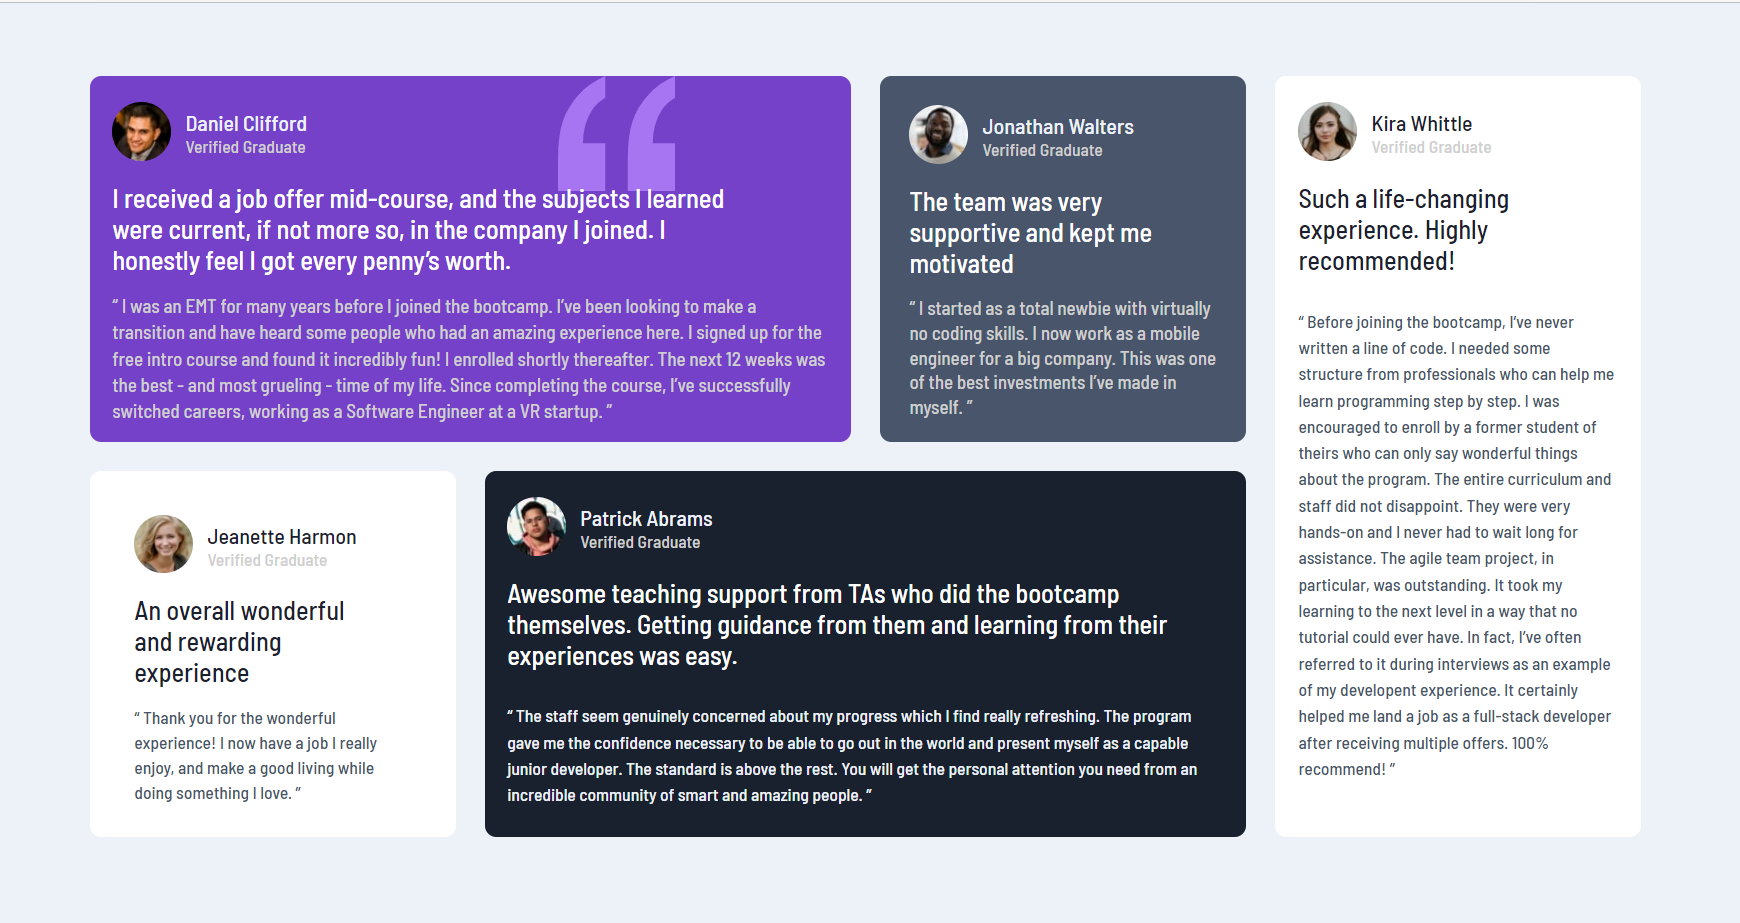 Daniel Clifford
Verified Graduate
I received a job offer mid-course, and the subjects I learned
were current, if not more so, in the company I joined. I
honestly feel I got every penny’s worth.
“ I was an EMT for many years before I joined the bootcamp. I’ve been looking to make a
transition and have heard some people who had an amazing experience here. I signed up for the
free intro course and found it incredibly fun! I enrolled shortly thereafter. The next 12 weeks was
the best - and most grueling - time of my life. Since completing the course, I’ve successfully
switched careers, working as a Software Engineer at a VR startup. ”
Jonathan Walters
Verified Graduate
The team was very
supportive and kept me
motivated
“ I started as a total newbie with virtually
no coding skills. I now work as a mobile
engineer for a big company. This was one
of the best investments I’ve made in
myself. ”
Kira Whittle
Verified Graduate
Such a life-changing
experience. Highly
recommended!
“ Before joining the bootcamp, I’ve never
written a line of code. I needed some
structure from professionals who can help me
learn programming step by step. I was
encouraged to enroll by a former student of
theirs who can only say wonderful things
about the program. The entire curriculum and
staff did not disappoint. They were very
hands-on and I never had to wait long for
assistance. The agile team project, in
particular, was outstanding. It took my
learning to the next level in a way that no
tutorial could ever have. In fact, I’ve often
referred to it during interviews as an example
of my developent experience. It certainly
helped me land a job as a full-stack developer
after receiving multiple offers. 100%
recommend! ”
Jeanette Harmon
Verified Graduate
An overall wonderful
and rewarding
experience
“ Thank you for the wonderful
experience! I now have a job I really
enjoy, and make a good living while
doing something I love. ”
Patrick Abrams
Verified Graduate
Awesome teaching support from TAs who did the bootcamp
themselves. Getting guidance from them and learning from their
experiences was easy.
“ The staff seem genuinely concerned about my progress which I find really refreshing. The program
gave me the confidence necessary to be able to go out in the world and present myself as a capable
junior developer. The standard is above the rest. You will get the personal attention you need from an
incredible community of smart and amazing people. ”